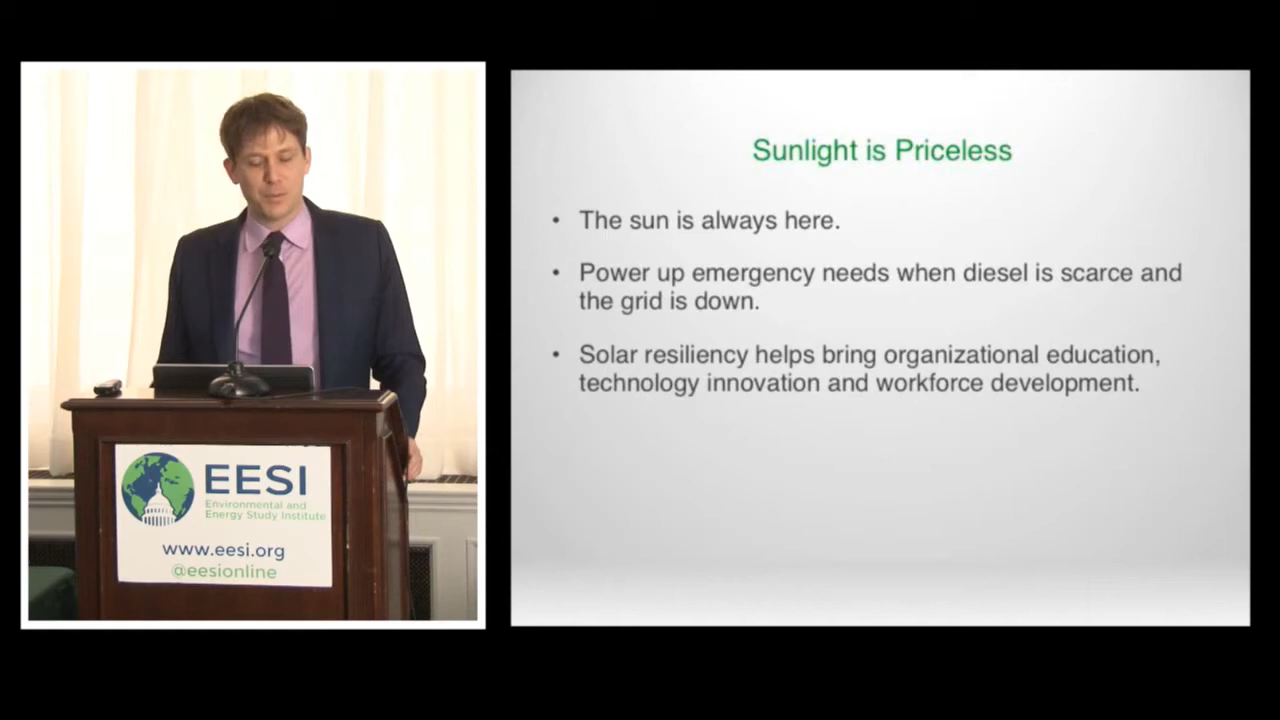 EESI
Environmental and
Energy Study Institute
www.eesi.org
@eesionline
Sunlight is Priceless
• The sun is always here.
• Power up emergency needs when diesel is scarce and
the grid is down.
• Solar resiliency helps bring organizational education,
technology innovation and workforce development.